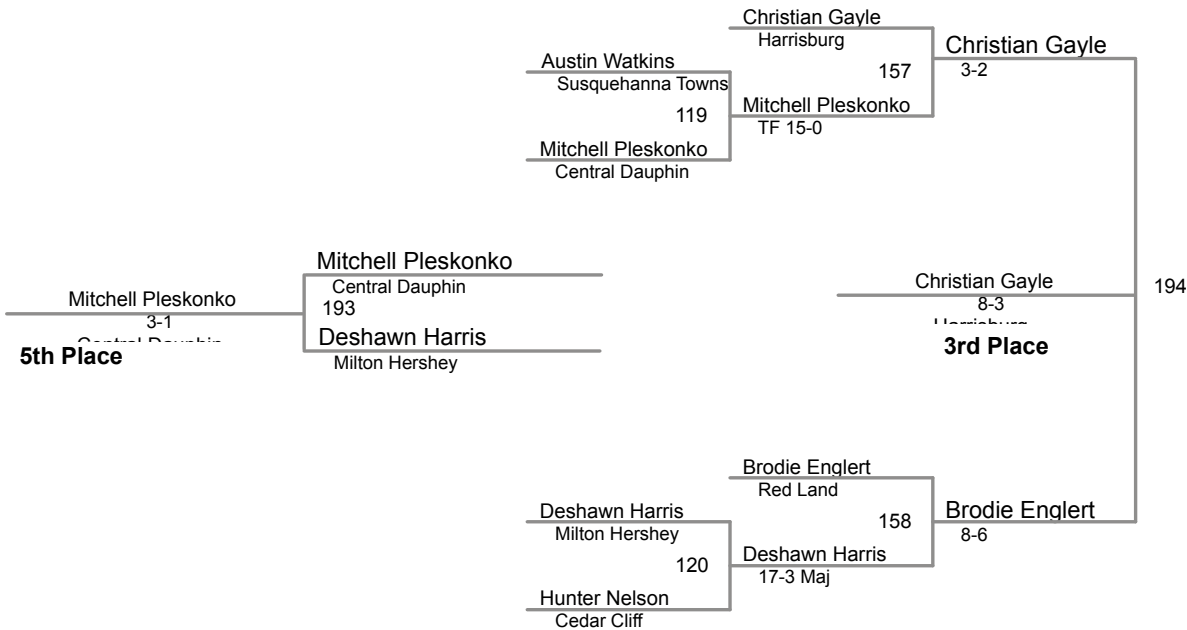 Christian Gayle
Harrisburg
157
Christian Gayle
3-2
Austin Watkins
Susquehanna Towns
119
Mitchell Pleskonko
TF 15-0
Mitchell Pleskonko
Central Dauphin
Mitchell Pleskonko
Central Dauphin
193
Mitchell Pleskonko
3-1
Central Dauphin
5th Place
Deshawn Harris
Milton Hershey
Christian Gayle
8-3
Harrisburg
3rd Place
194
Brodie Englert
Red Land
158
Brodie Englert
8-6
Deshawn Harris
Milton Hershey
120
Deshawn Harris
17-3 Maj
Hunter Nelson
Cedar Cliff